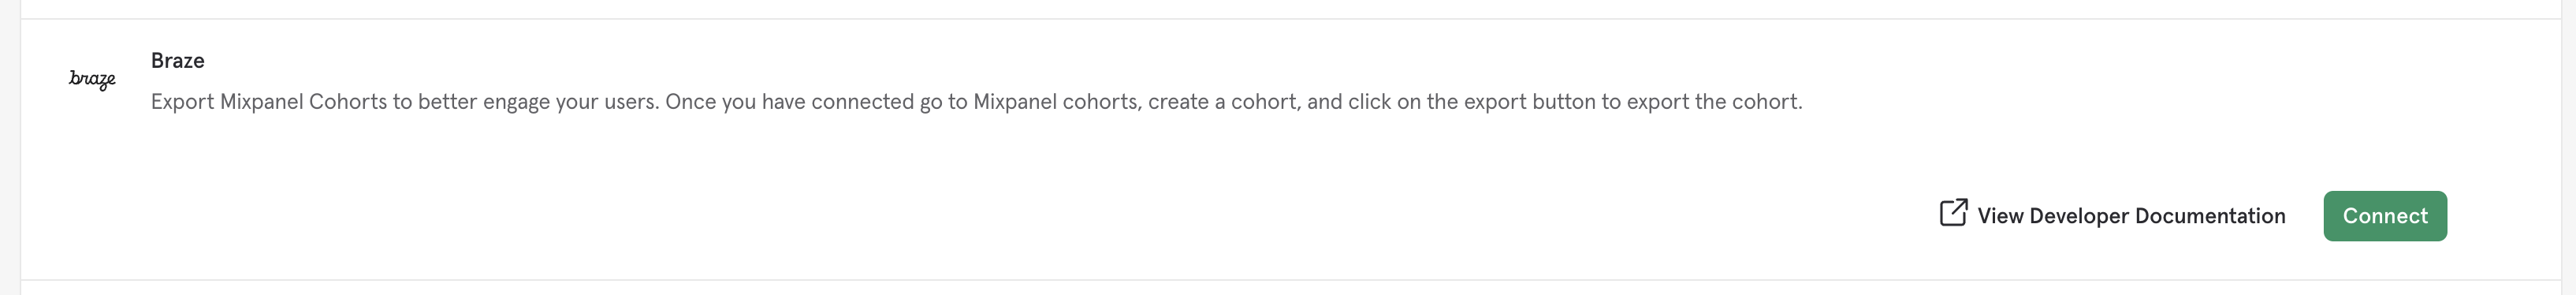 braze
Braze
Export Mixpanel Cohorts to better engage your users. Once you have connected go to Mixpanel cohorts, create a cohort, and click on the export button to export the cohort.
View Developer Documentation
Connect